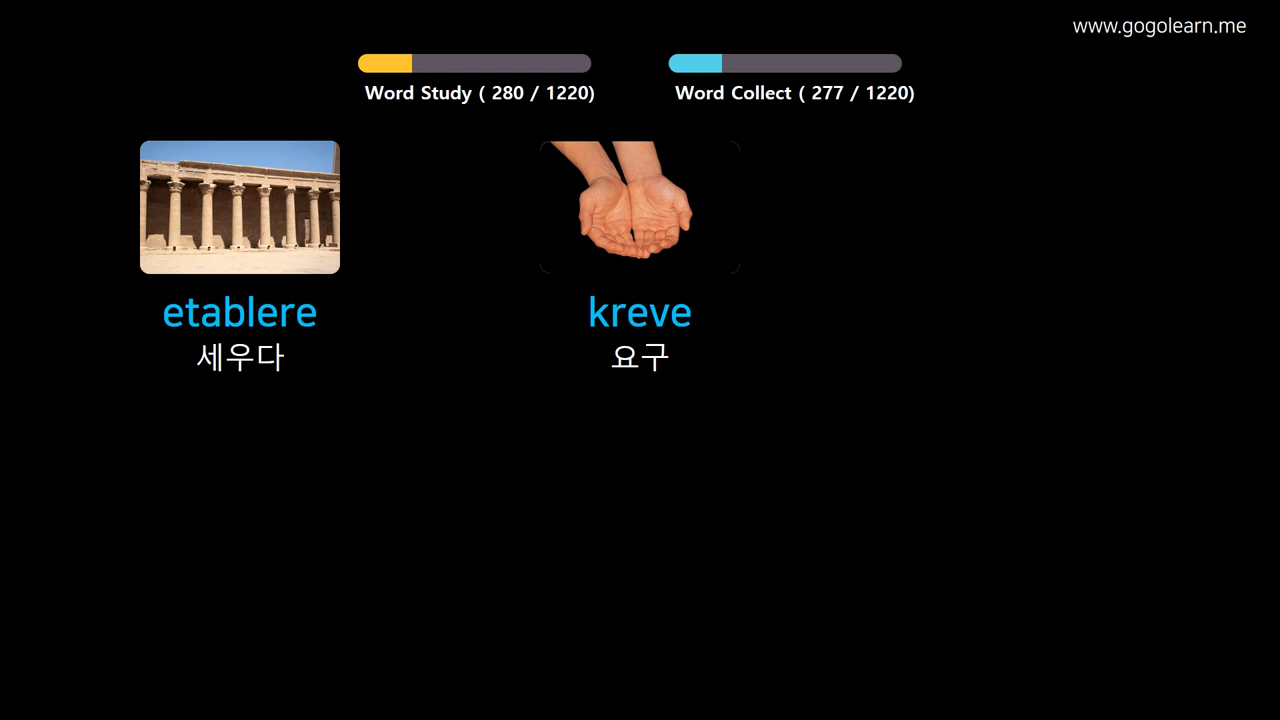 www.gogolearn.me
Word Study ( 280 / 1220)
Word Collect ( 277 / 1220)
etablere
세우다
kreve
요구